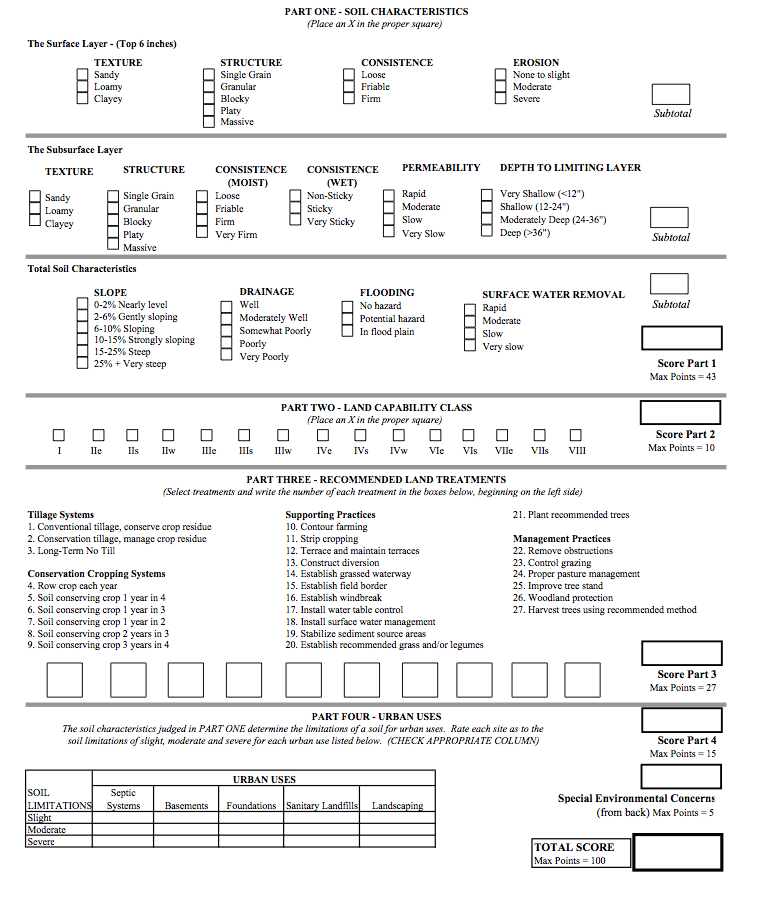 PART ONE - SOIL CHARACTERISTICS
(Place an X in the proper square)
The Surface Layer - (Top 6 inches)
TEXTURE
Sandy
Loamy
Clayey
STRUCTURE
Single Grain
Granular
Blocky
Platy
Massive
CONSISTENCE
Loose
Friable
Firm
EROSION
None to slight
Moderate
Severe
Subtotal
The Subsurface Layer
TEXTURE
Sandy
Loamy
Clayey
STRUCTURE
Single Grain
Granular
Blocky
Platy
Massive
CONSISTENCE
(MOIST)
Loose
Friable
Firm
Very Firm
CONSISTENCE
(WET)
Non-Sticky
Sticky
Very Sticky
PERMEABILITY
Rapid
Moderate
Slow
Very Slow
DEPTH TO LIMITING LAYER
Very Shallow (<12")
Shallow (12-24")
Moderately Deep (24-36")
Deep (>36")
Subtotal
Total Soil Characteristics
SLOPE
0-2% Nearly level
2-6% Gently sloping
6-10% Sloping
10-15% Strongly sloping
15-25% Steep
25% + Very steep
DRAINAGE
Well
Moderately Well
Somewhat Poorly
Poorly
Very Poorly
FLOODING
No hazard
Potential hazard
In flood plain
SURFACE WATER REMOVAL
Rapid
Moderate
Slow
Very slow
Subtotal
Score Part 1
Max Points = 43
PART TWO - LAND CAPABILITY CLASS
(Place an X in the proper square)
I IIe IIs IIw IIIe IIIs IIIw IVe IVs IVw VIe VIs VIIe VIIs VIII
Score Part 2
Max Points = 10
PART THREE - RECOMMENDED LAND TREATMENTS
(Select treatments and write the number of each treatment in the boxes below, beginning on the left side)
Tillage Systems
1. Conventional tillage, conserve crop residue
2. Conservation tillage, manage crop residue
3. Long-Term No Till
Conservation Cropping Systems
4. Row crop each year
5. Soil conserving crop 1 year in 4
6. Soil conserving crop 1 year in 3
7. Soil conserving crop 1 year in 2
8. Soil conserving crop 2 years in 3
9. Soil conserving crop 3 years in 4
Supporting Practices
10. Contour farming
11. Strip cropping
12. Terrace and maintain terraces
13. Construct diversion
14. Establish grassed waterway
15. Establish field border
16. Establish windbreak
17. Install water table control
18. Install surface water management
19. Stabilize sediment source areas
20. Establish recommended grass and/or legumes
21. Plant recommended trees
Management Practices
22. Remove obstructions
23. Control grazing
24. Proper pasture management
25. Improve tree stand
26. Woodland protection
27. Harvest trees using recommended method
Score Part 3
Max Points = 27
PART FOUR - URBAN USES
The soil characteristics judged in PART ONE determine the limitations of a soil for urban uses. Rate each site as to the
soil limitations of slight, moderate and severe for each urban use listed below. (CHECK APPROPRIATE COLUMN)
Score Part 4
Max Points = 15
SOIL
LIMITATIONS
URBAN USES
Septic
Systems
Basements
Foundations
Sanitary Landfills
Landscaping
Slight
Moderate
Severe
Special Environmental Concerns
(from back) Max Points = 5
TOTAL SCORE
Max Points = 100